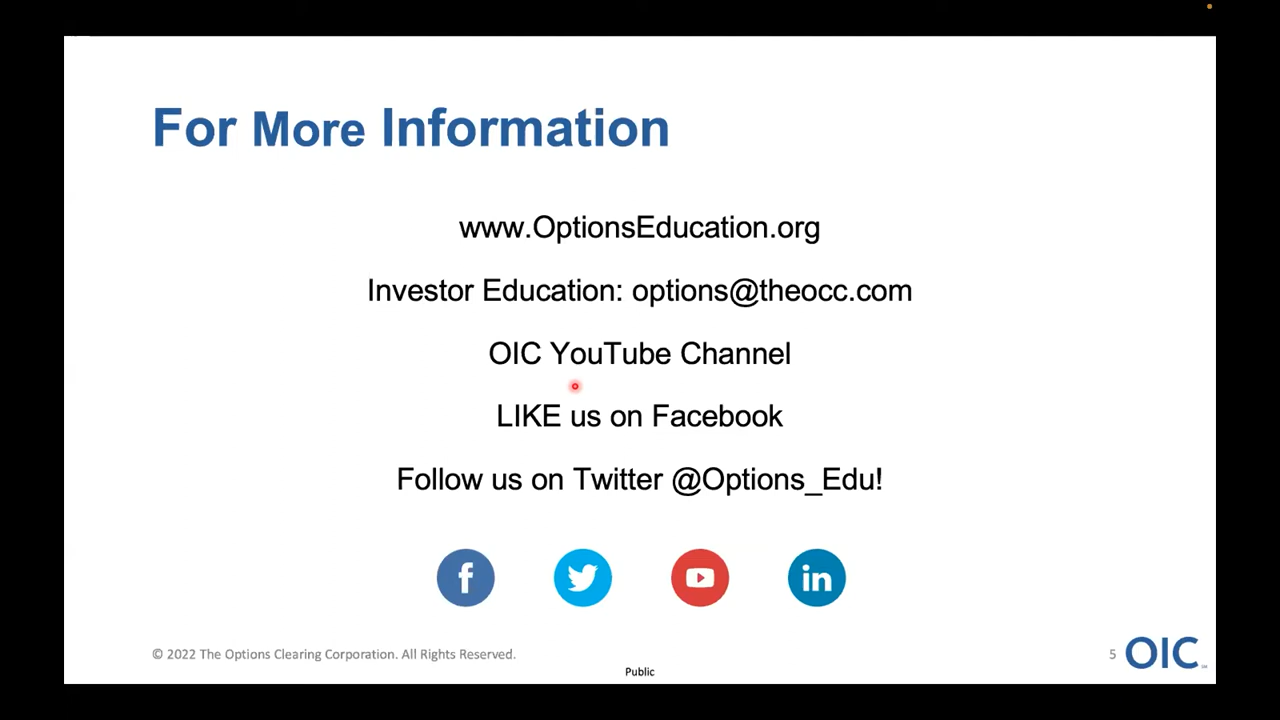 For More Information
www.OptionsEducation.org
Investor Education: options@theocc.com
OIC YouTube Channel
LIKE us on Facebook
Follow us on Twitter @Options_Edu!
f
in
© 2022 The Options Clearing Corporation. All Rights Reserved.
5
OIC
Public